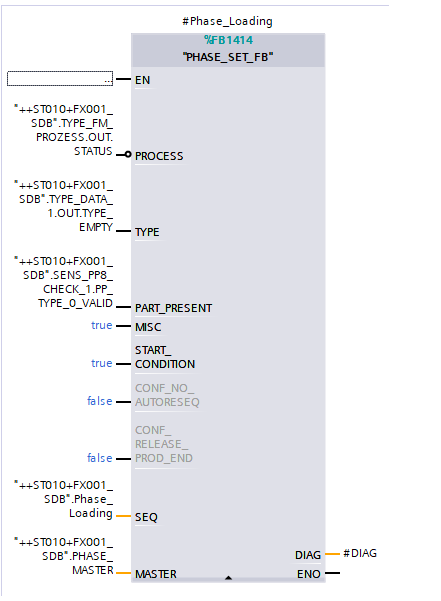 #Phase_Loading
%FB1414
"PHASE_SET_FB"
...
EN
"++ST010+FX001_
SDB".TYPE_FM_
PROZESS.OUT.
STATUS
PROCESS
"++ST010+FX001_
SDB".TYPE_DATA_
1.OUT.TYPE_
EMPTY
TYPE
"++ST010+FX001_
SDB".SENS_PP8_
CHECK_1.PP_
TYPE_0_VALID
PART_PRESENT
true
MISC
START_
true
CONDITION
CONF_NO_
false
AUTORESEQ
CONF_
RELEASE_
false
PROD_END
"++ST010+FX001_
SDB".Phase_
Loading
SEQ
"++ST010+FX001_
SDB".PHASE_
MASTER
MASTER
DIAG
#DIAG
ENO